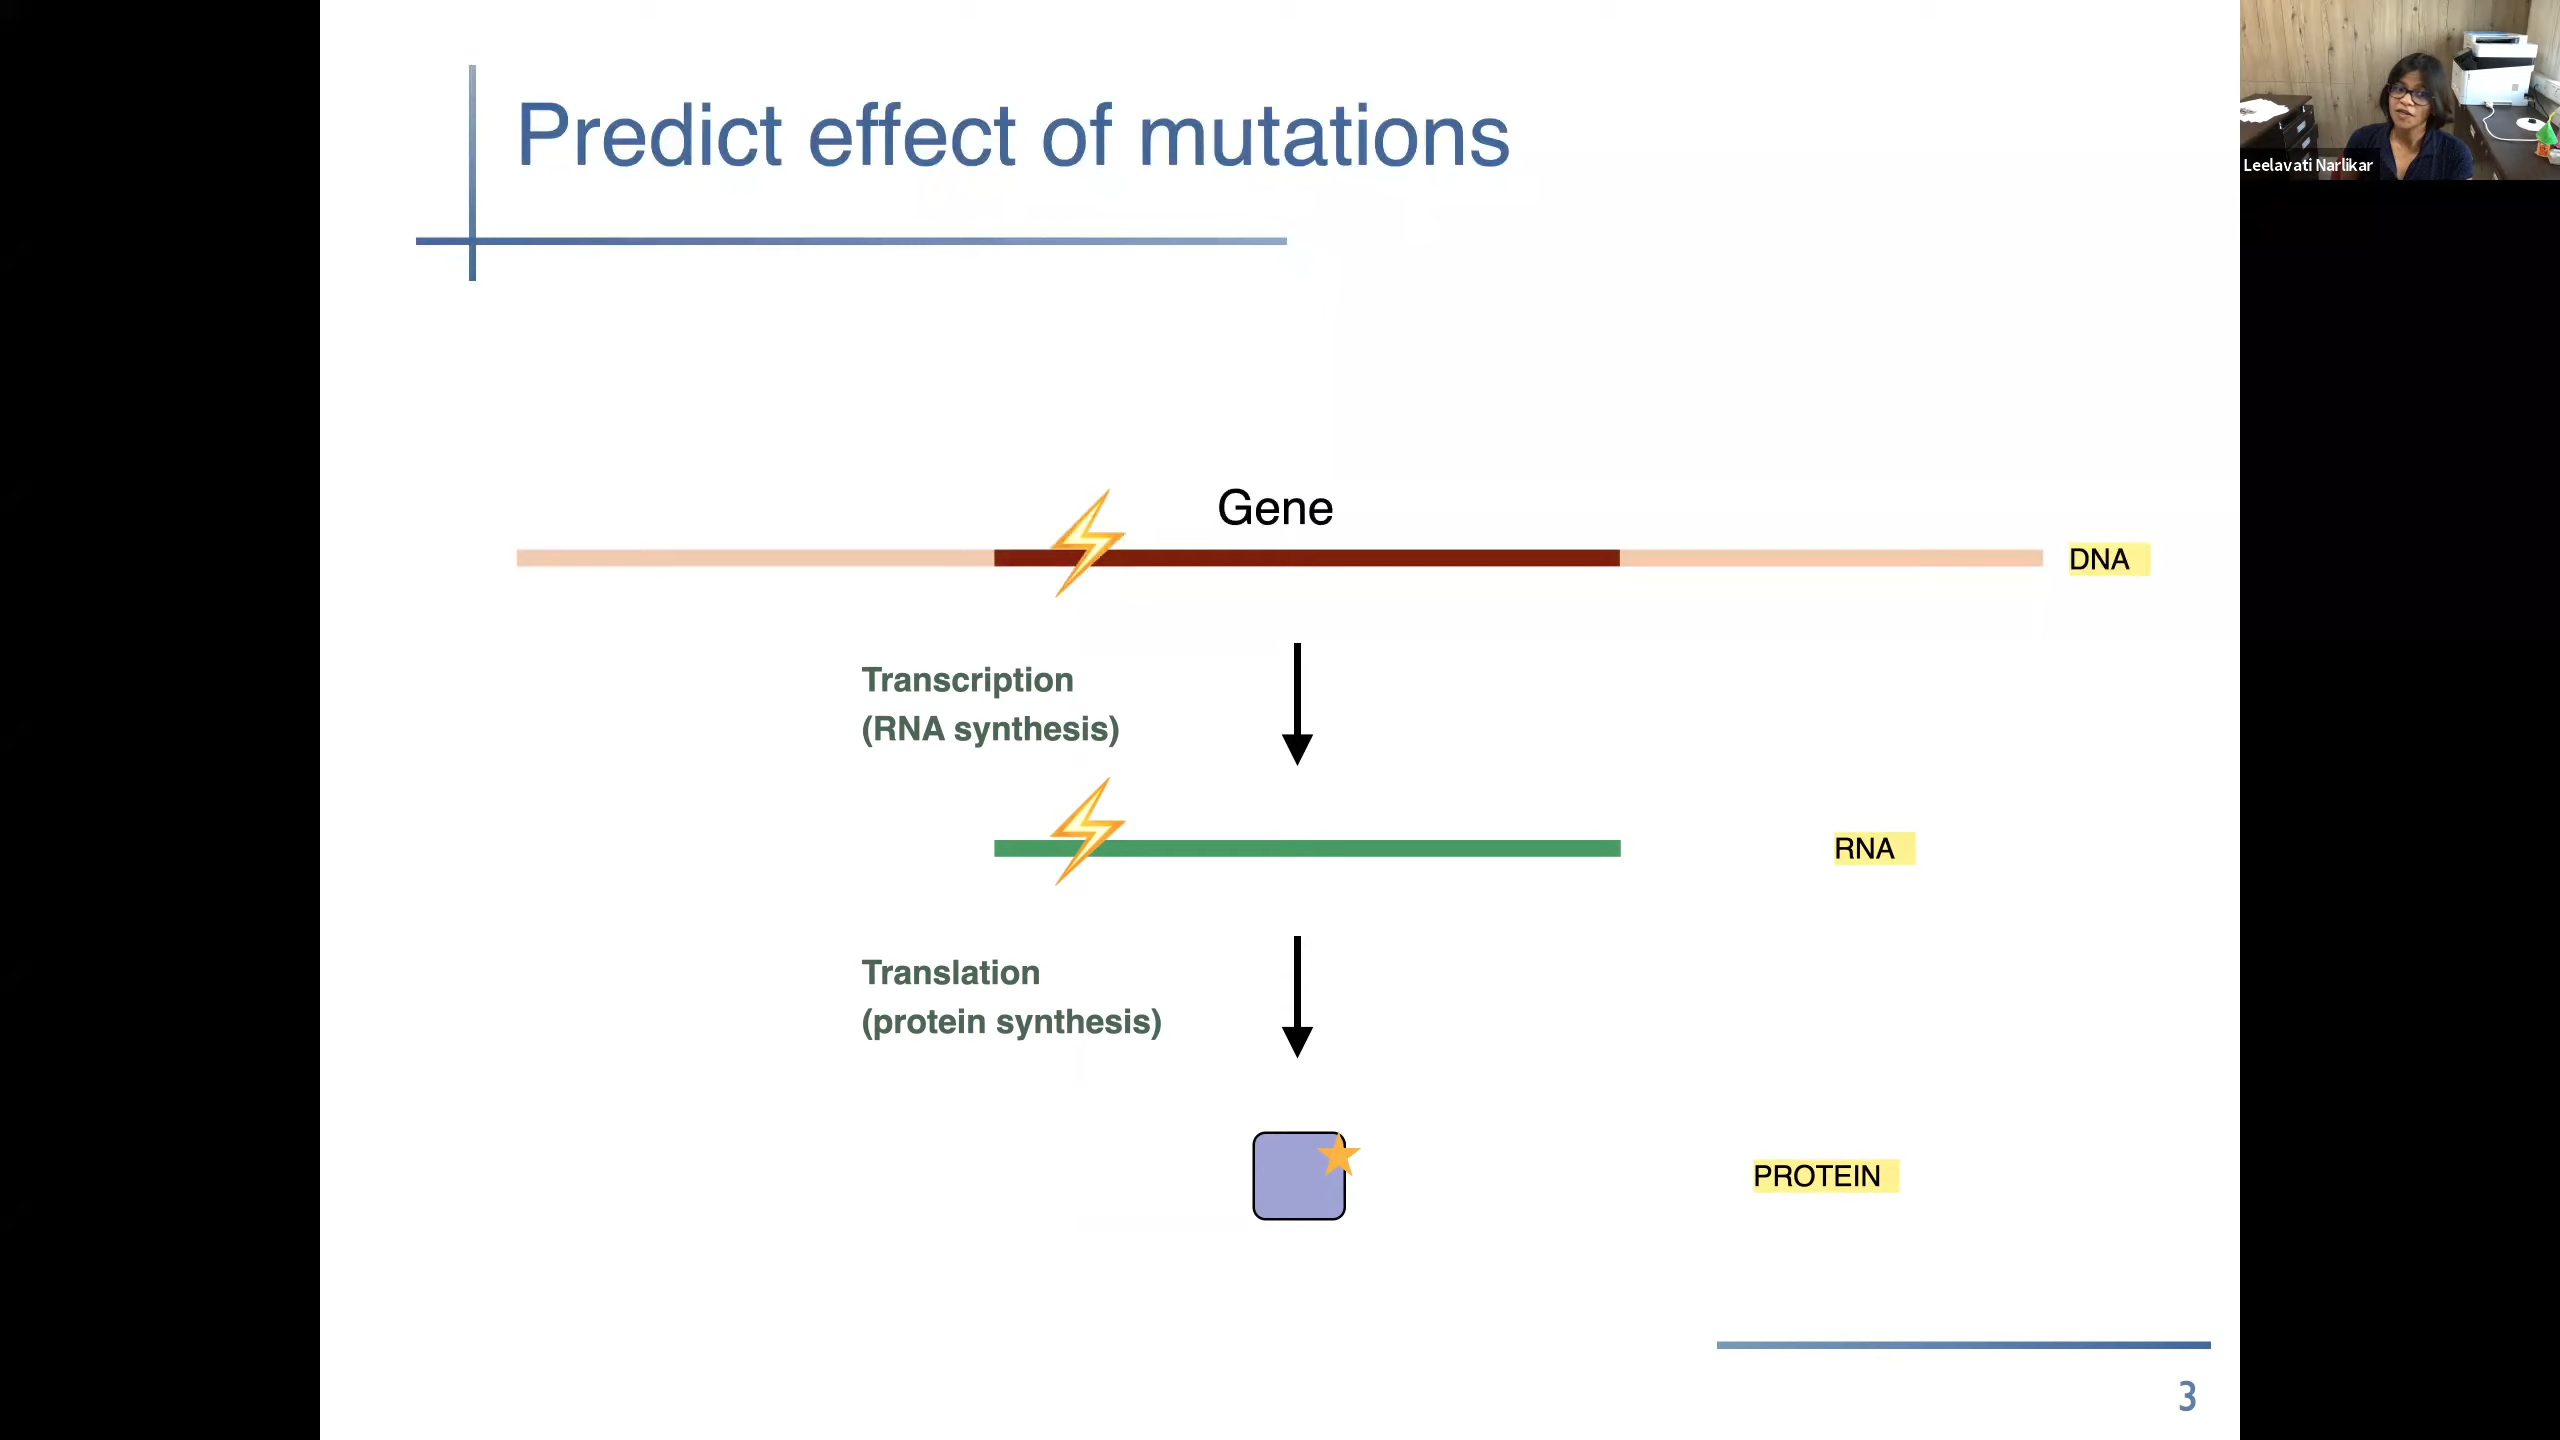 Predict effect of mutations
Leelavati Narlikar
Gene
DNA
Transcription
(RNA synthesis)
RNA
Translation
(protein synthesis)
PROTEIN
3